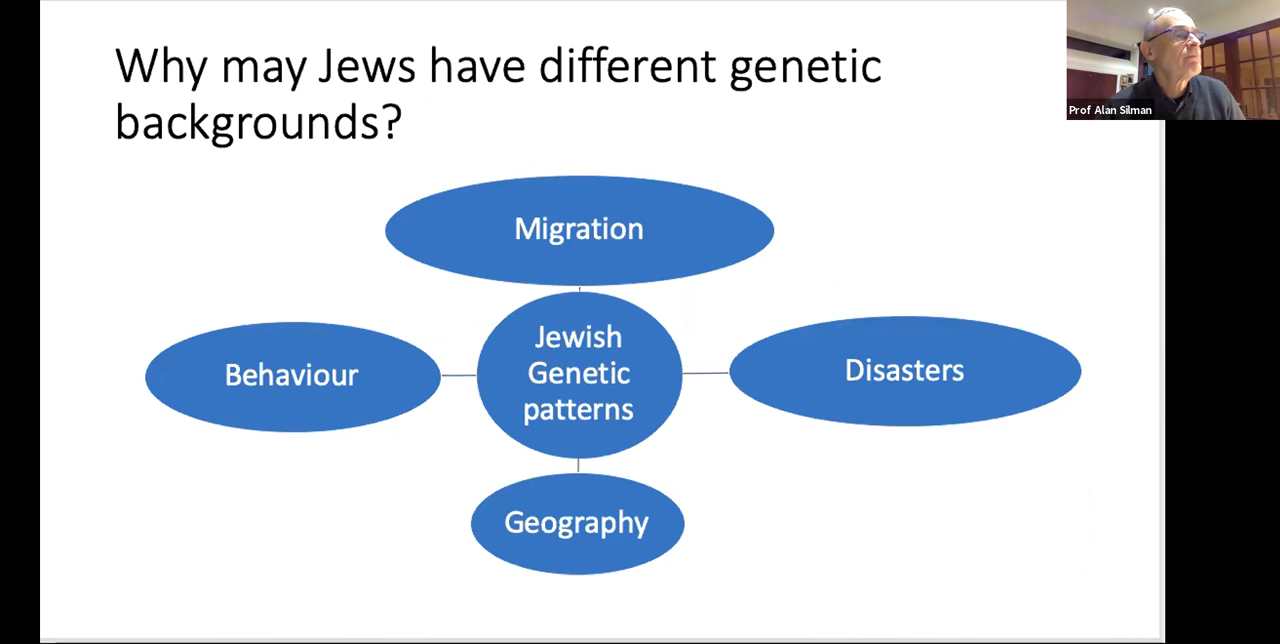 Why may Jews have different genetic
backgrounds?
Prof Alan Silman
Migration
Jewish
Genetic
patterns
Behaviour
Disasters
Geography